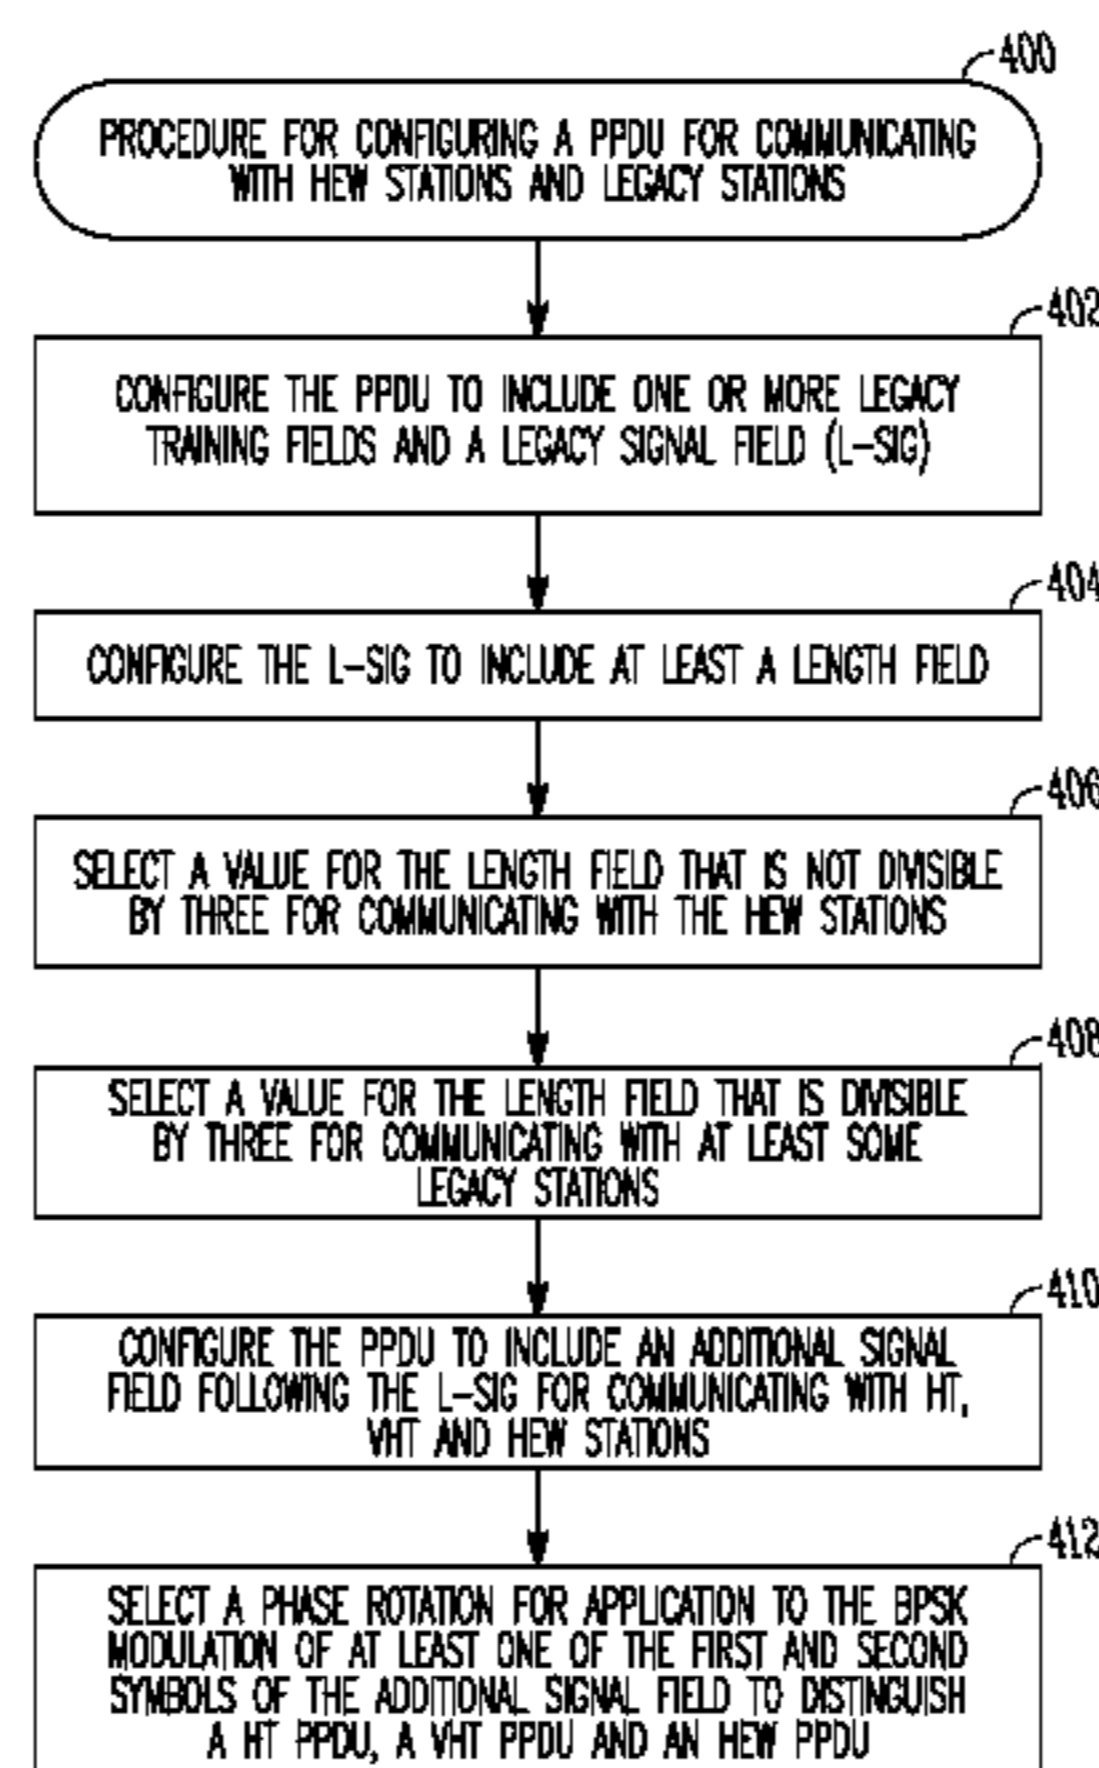 400
PROCEDURE FOR CONFIGURING A PPDU FOR COMMUNICATING
WITH HEW STATIONS AND LEGACY STATIONS
402
CONFIGURE THE PPDU TO INCLUDE ONE OR MORE LEGACY
TRAINING FIELDS AND A LEGACY SIGNAL FIELD (L-SIG)
404
CONFIGURE THE L-SIG TO INCLUDE AT LEAST A LENGTH FIELD
406
SELECT A VALUE FOR THE LENGTH FIELD THAT IS NOT DIVISIBLE
BY THREE FOR COMMUNICATING WITH THE HEW STATIONS
408
SELECT A VALUE FOR THE LENGTH FIELD THAT IS DIVISIBLE
BY THREE FOR COMMUNICATING WITH AT LEAST SOME
LEGACY STATIONS
410
CONFIGURE THE PPDU TO INCLUDE AN ADDITIONAL SIGNAL
FIELD FOLLOWING THE L-SIG FOR COMMUNICATING WITH HT,
VHT AND HEW STATIONS
412
SELECT A PHASE ROTATION FOR APPLICATION TO THE BPSK
MODULATION OF AT LEAST ONE OF THE FIRST AND SECOND
SYMBOLS OF THE ADDITIONAL SIGNAL FIELD TO DISTINGUISH
A HT PPDU, A VHT PPDU AND AN HEW PPDU